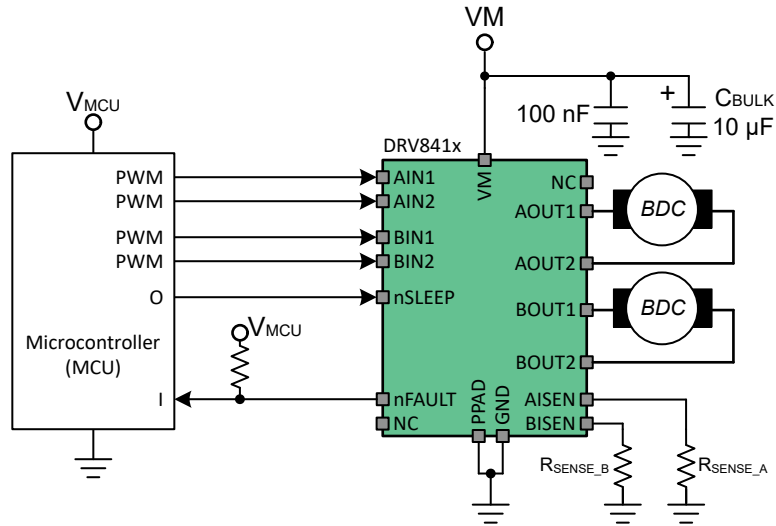 VM
VMCU
100 nF
+
CBULK
10 µF
DRV841x
PWM
AIN1
VM
NC
PWM
AIN2
AOUT1
BDC
PWM
BIN1
PWM
BIN2
AOUT2
O
nSLEEP
BOUT1
BDC
VMCU
Microcontroller
(MCU)
BOUT2
I
nFAULT
PPAD
GND
AISEN
NC
BISEN
RSENSE_B
RSENSE_A